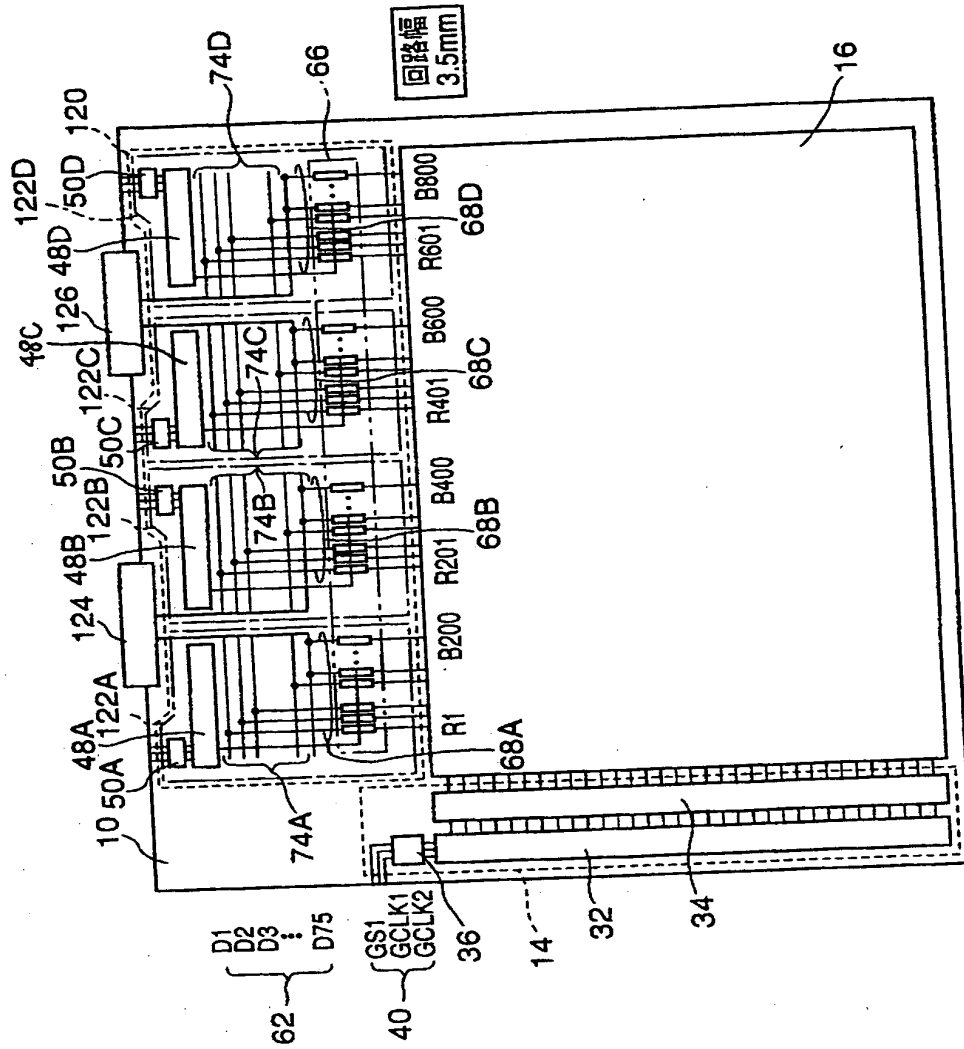 10
50A
48A
122A
124
48B
122B
50B
50C
122C
48C
126
48D
122D
50D
120
74D
66
回路幅
3.5mm
74A
74B
74C
68A
R1
B200
R201
68B
B400
R401
68C
B600
R601
68D
B800
16
62
D1
D2
D3
D75
40
GS1
GCLK1
GCLK2
36
14
32
34